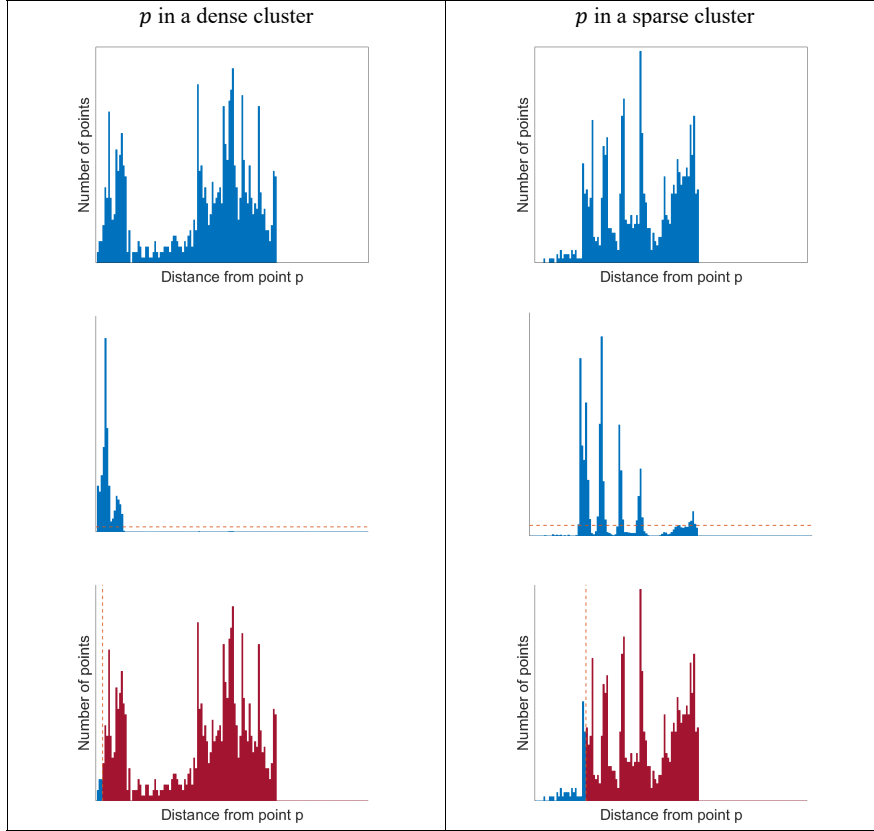 p in a dense cluster
p in a sparse cluster
Number of points
Distance from point p
Number of points
Distance from point p
Number of points
Distance from point p
Number of points
Distance from point p